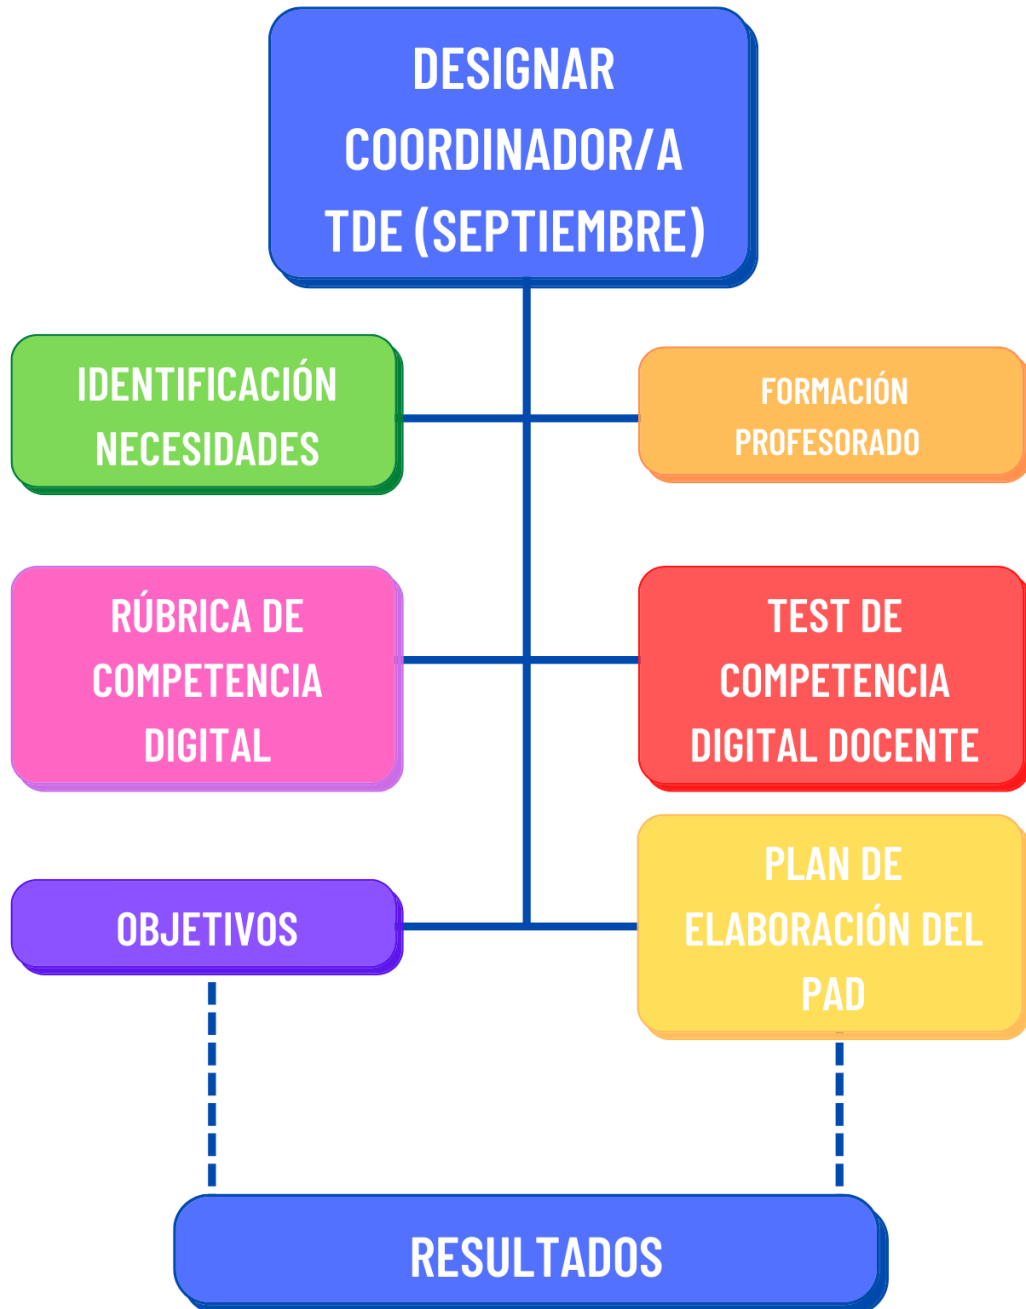 DESIGNAR
COORDINADOR/A
TDE (SEPTIEMBRE)
IDENTIFICACIÓN
NECESIDADES
FORMACIÓN
PROFESORADO
RÚBRICA DE
COMPETENCIA
DIGITAL
TEST DE
COMPETENCIA
DIGITAL DOCENTE
OBJETIVOS
PLAN DE
ELABORACIÓN DEL
PAD
RESULTADOS